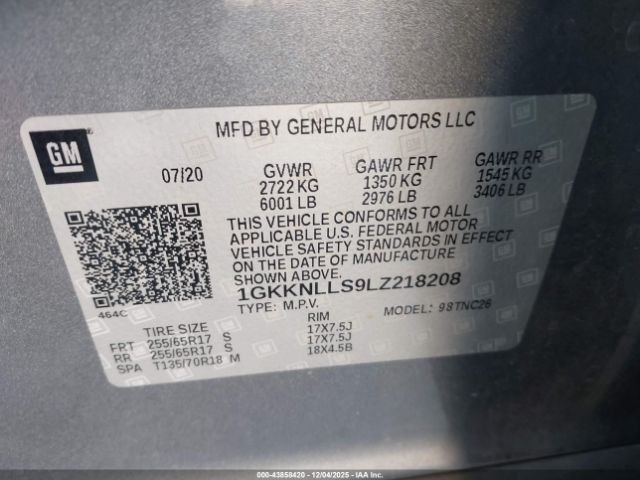 GM
MFD BY GENERAL MOTORS LLC
07/20 GVWR GAWR FRT GAWR RR
2722 KG 1350 KG 1545 KG
6001 LB 2976 LB 3406 LB
THIS VEHICLE CONFORMS TO ALL
APPLICABLE U.S. FEDERAL MOTOR
VEHICLE SAFETY STANDARDS IN EFFECT
ON THE DATE OF MANUFACTURE
SHOWN ABOVE.
1GKKNLLS9LZ218208
464C TYPE: M.P.V. MODEL: 98TNC26
TIRE SIZE RIM
FRT 255/65R17 S 17X7.5J
RR 255/65R17 S 17X7.5J
SPA T135/70R18 M 18X4.5B
000-43858420 - 12/04/2025 - IAAI.COM